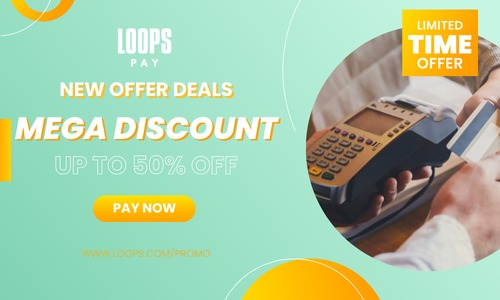 LOOPS
PAY
NEW OFFER DEALS
MEGA DISCOUNT
UP TO 50% OFF
PAY NOW
WWW.LOOPS.COM/PROMO
LIMITED
TIME
OFFER